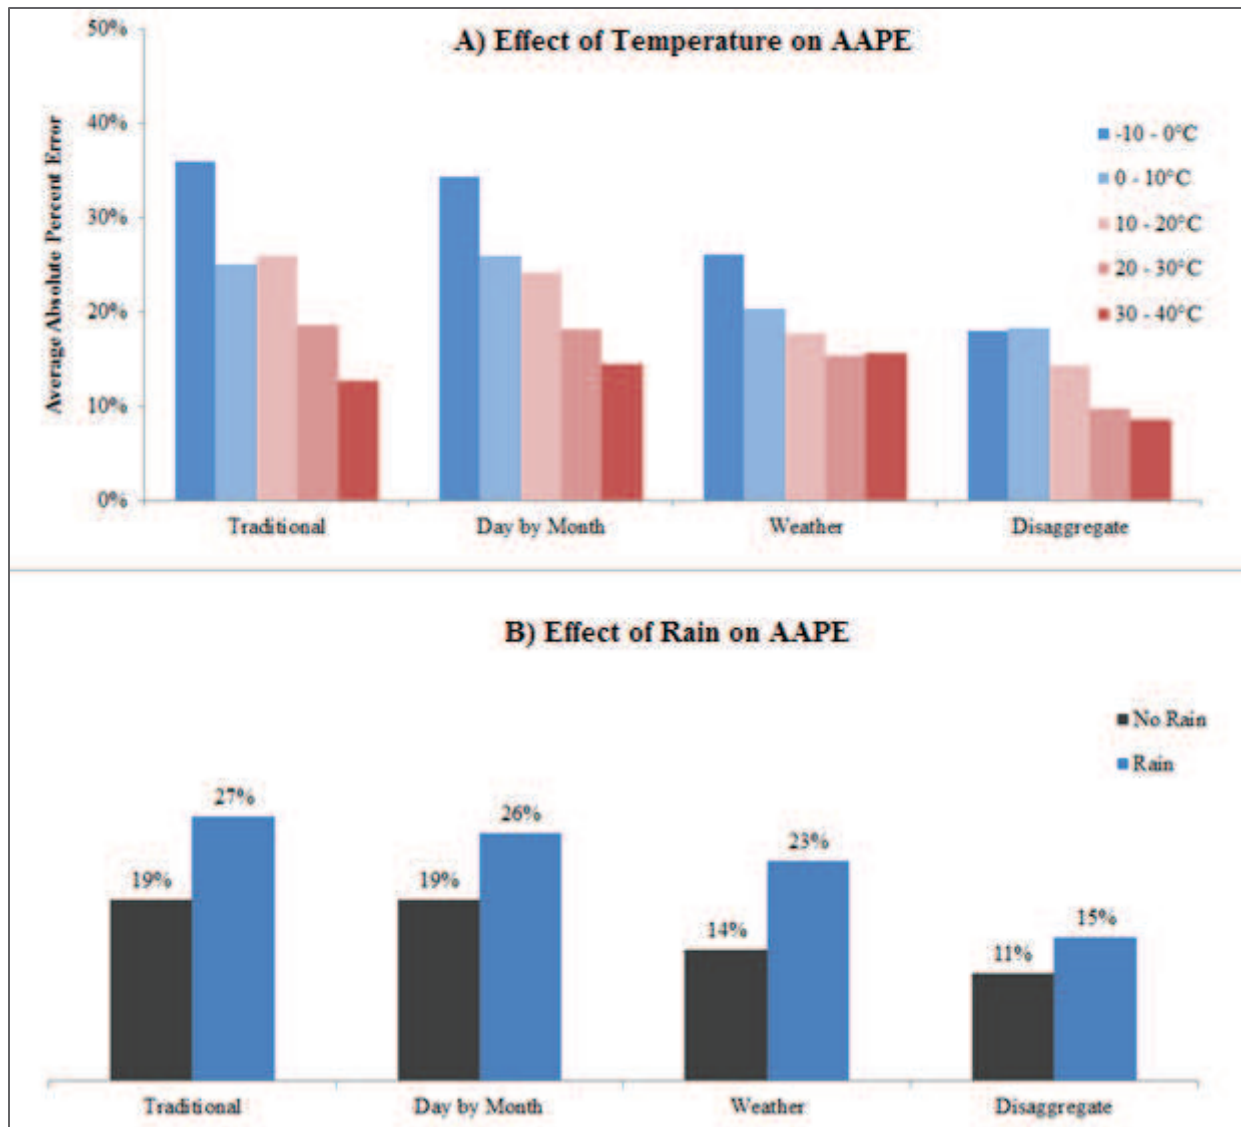 A) Effect of Temperature on AAPE
50%
40%
30%
20%
10%
0%
Average Absolute Percent Error
-10 - 0°C
0 - 10°C
10 - 20°C
20 - 30°C
30 - 40°C
Traditional
Day by Month
Weather
Disaggregate
B) Effect of Rain on AAPE
No Rain
Rain
19%
27%
19%
26%
14%
23%
11%
15%
Traditional
Day by Month
Weather
Disaggregate